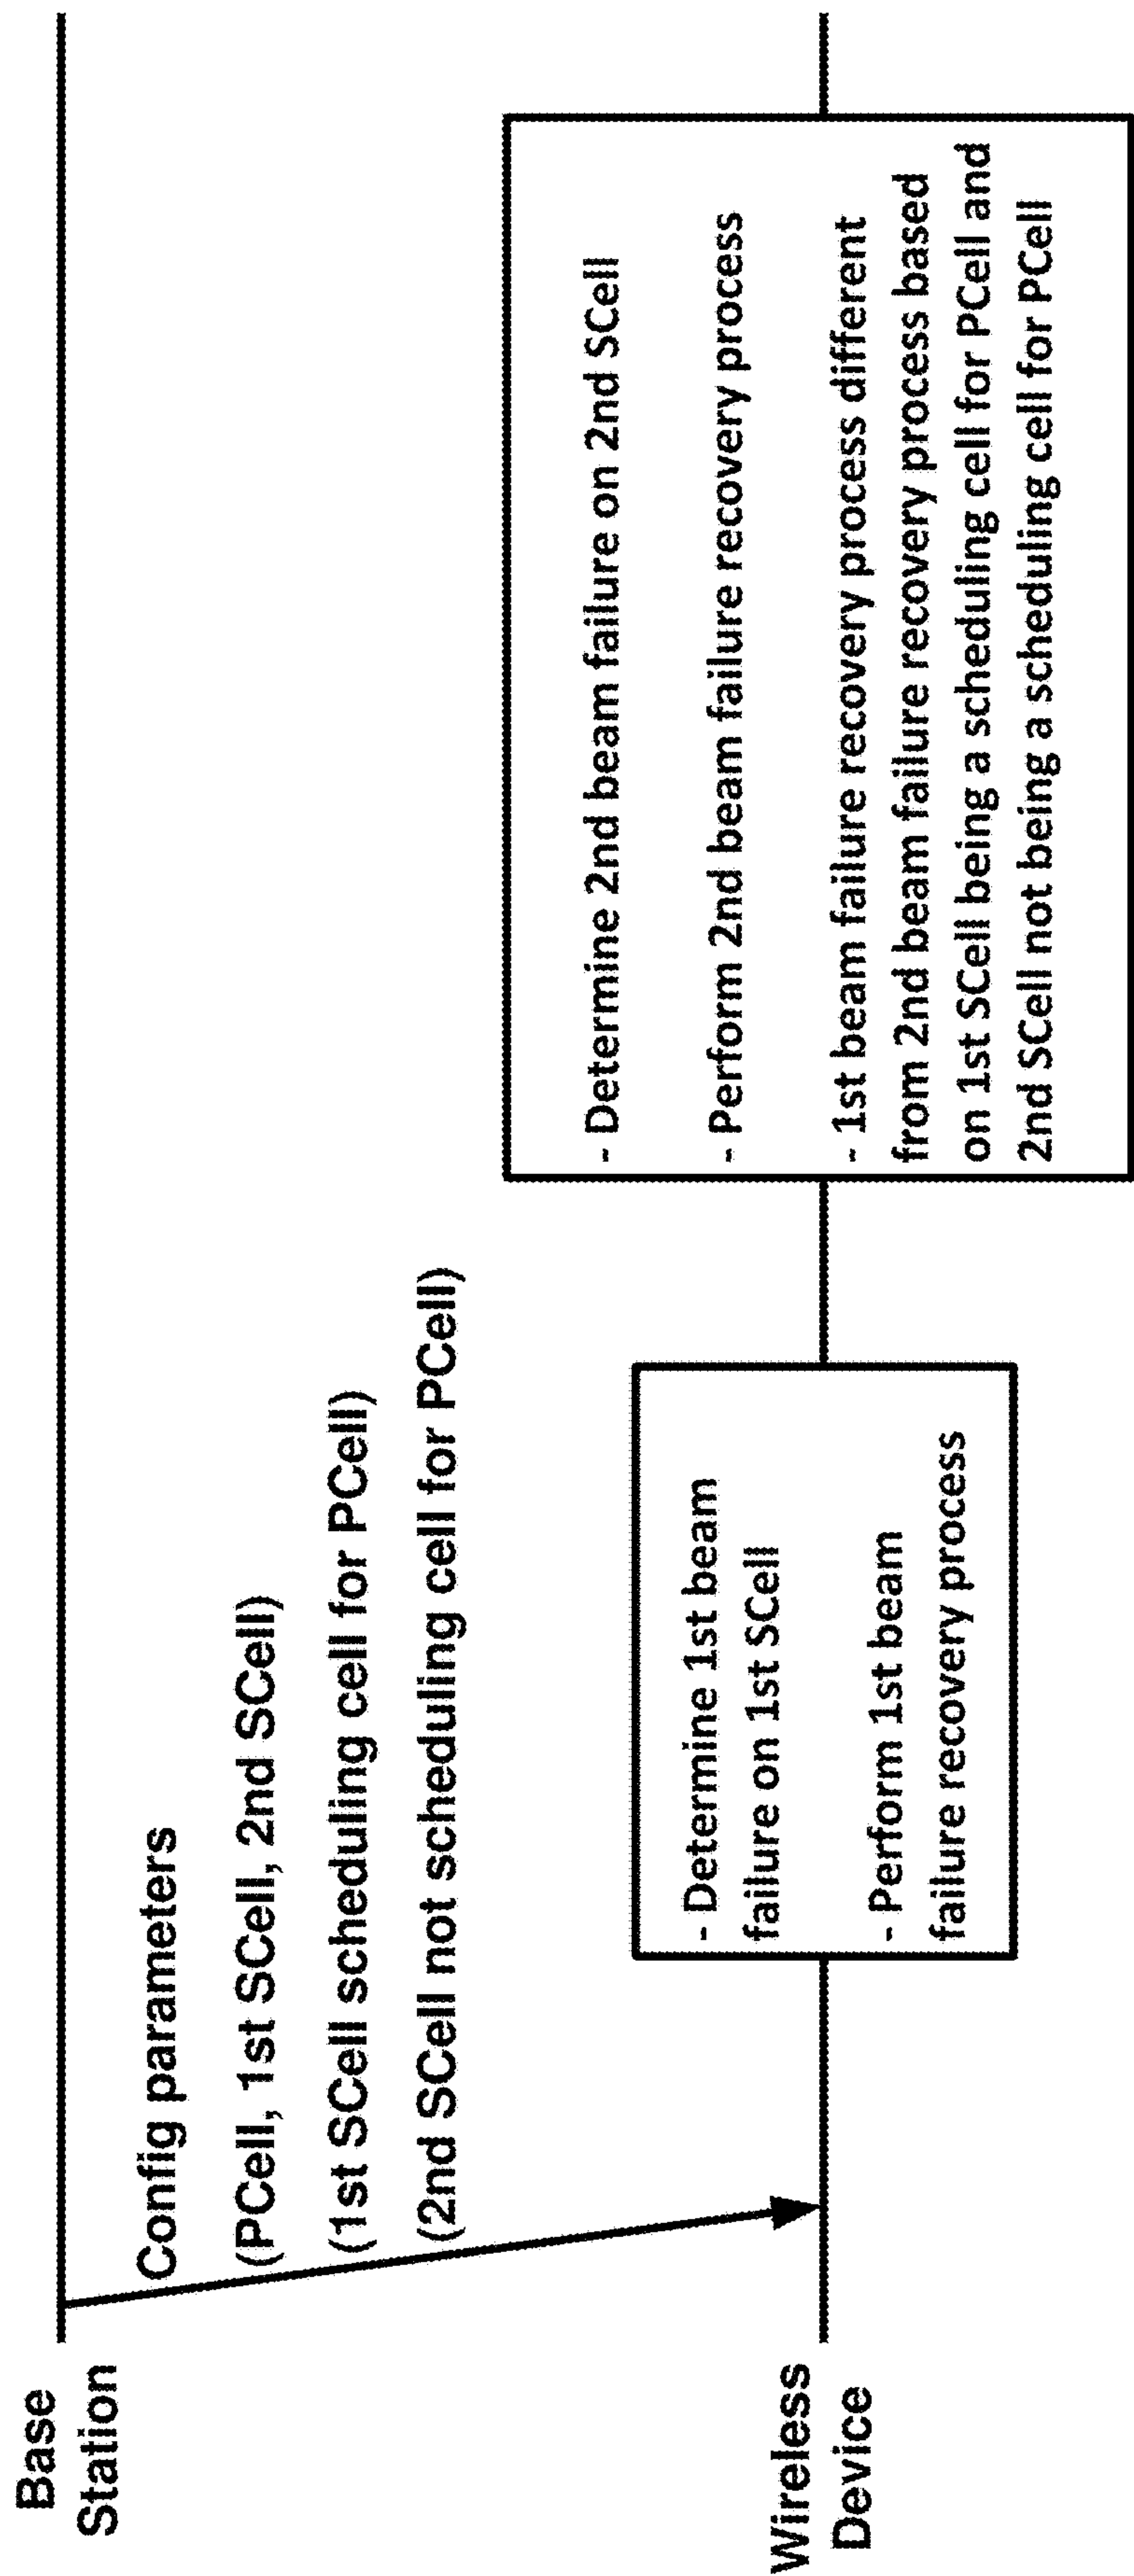 Base
Station
Config parameters
(PCell, 1st SCell, 2nd SCell)
(1st SCell scheduling cell for PCell)
(2nd SCell not scheduling cell for PCell)
Wireless
Device
- Determine 1st beam
failure on 1st SCell
- Perform 1st beam
failure recovery process
- Determine 2nd beam failure on 2nd SCell
- Perform 2nd beam failure recovery process
- 1st beam failure recovery process different
from 2nd beam failure recovery process based
on 1st SCell being a scheduling cell for PCell and
2nd SCell not being a scheduling cell for PCell